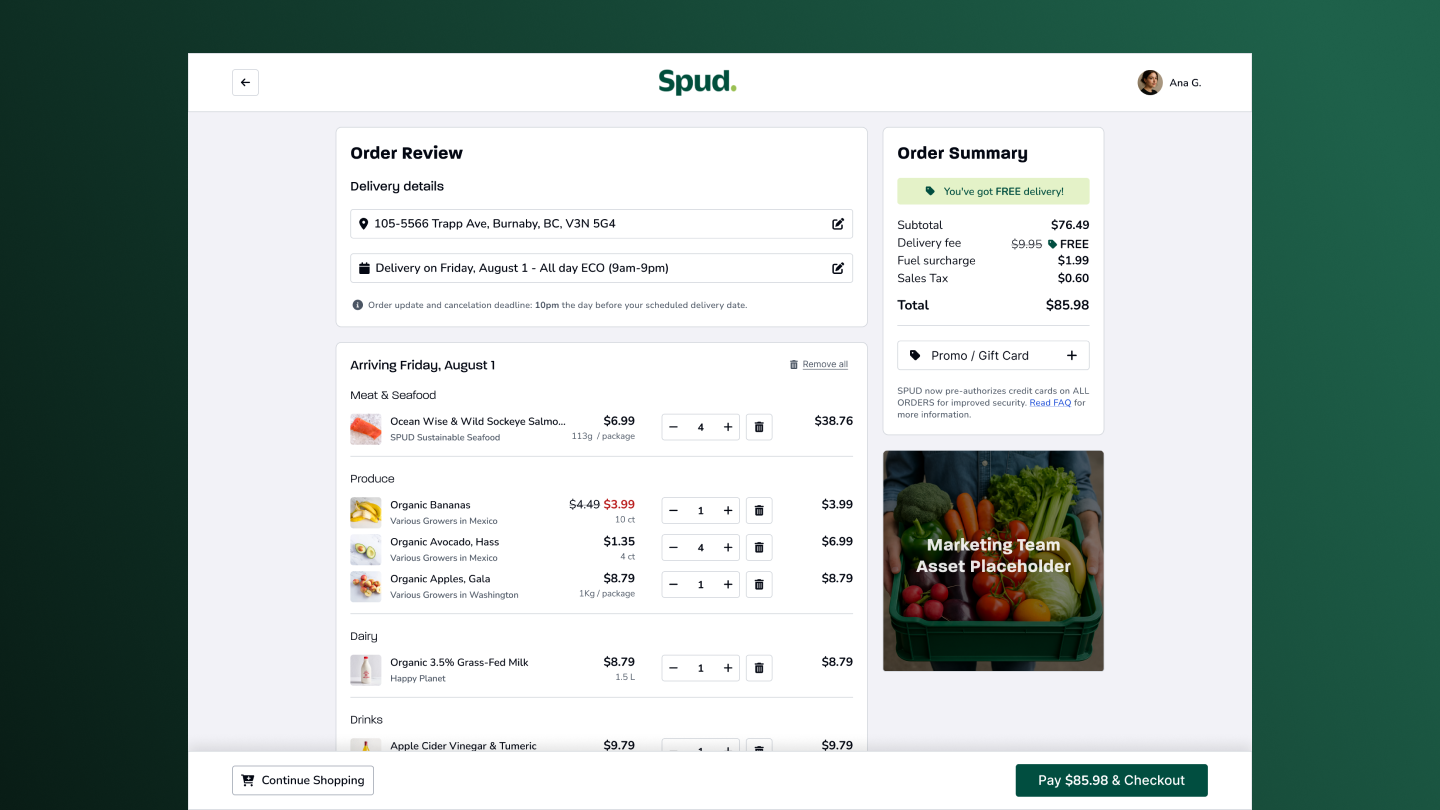 Spud.
Ana G.
Order Review
Delivery details
105-5566 Trapp Ave, Burnaby, BC, V3N 5G4
Delivery on Friday, August 1 - All day ECO (9am-9pm)
Order update and cancelation deadline: 10pm the day before your scheduled delivery date.
Arriving Friday, August 1
Remove all
Meat & Seafood
Ocean Wise & Wild Sockeye Salmo... $6.99 4 $38.76
SPUD Sustainable Seafood 113g / package
Produce
Organic Bananas $4.49 $3.99 1 $3.99
Various Growers in Mexico 10 ct
Organic Avocado, Hass $1.35 4 $6.99
Various Growers in Mexico 4 ct
Organic Apples, Gala $8.79 1 $8.79
Various Growers in Washington 1Kg / package
Dairy
Organic 3.5% Grass-Fed Milk $8.79 1 $8.79
Happy Planet 1.5 L
Drinks
Apple Cider Vinegar & Tumeric $9.79 1 $9.79
Order Summary
You've got FREE delivery!
Subtotal $76.49
Delivery fee $9.95 FREE
Fuel surcharge $1.99
Sales Tax $0.60
Total $85.98
Promo / Gift Card
SPUD now pre-authorizes credit cards on ALL
ORDERS for improved security. Read FAQ for
more information.
Marketing Team
Asset Placeholder
Continue Shopping
Pay $85.98 & Checkout